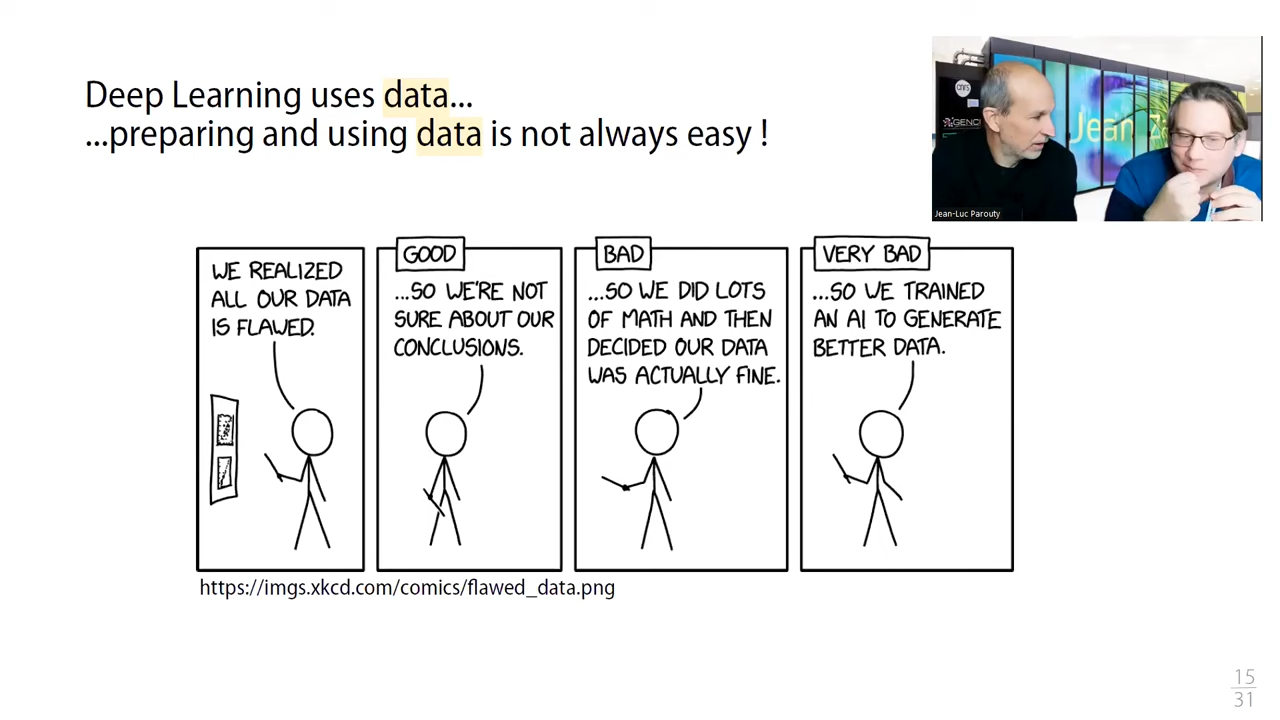 Deep Learning uses data...
...preparing and using data is not always easy !
cnrs
GENCI
Jean Z
Jean-Luc Parouty
WE REALIZED
ALL OUR DATA
IS FLAWED.
GOOD
...SO WE'RE NOT
SURE ABOUT OUR
CONCLUSIONS.
BAD
...SO WE DID LOTS
OF MATH AND THEN
DECIDED OUR DATA
WAS ACTUALLY FINE.
VERY BAD
...SO WE TRAINED
AN AI TO GENERATE
BETTER DATA.
https://imgs.xkcd.com/comics/flawed_data.png
15
31